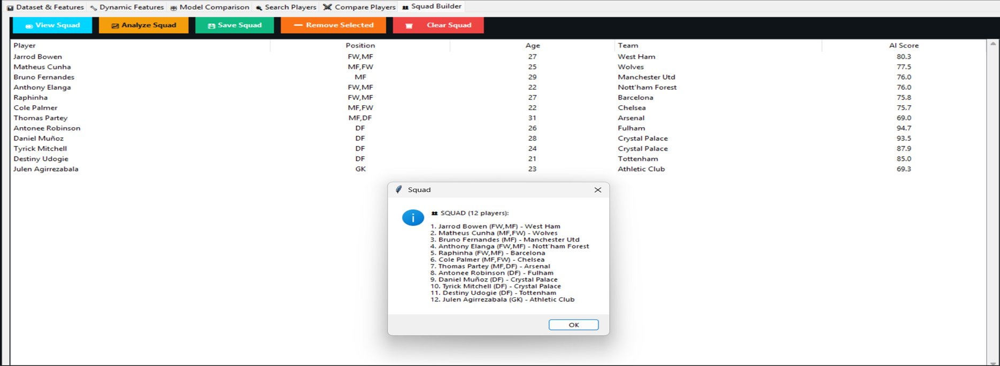 Dataset & Features Dynamic Features Model Comparison Search Players Compare Players Squad Builder
View Squad Analyze Squad Save Squad Remove Selected Clear Squad
Player Position Age Team AI Score
Jarrod Bowen FW,MF 27 West Ham 80.3
Matheus Cunha MF,FW 25 Wolves 77.5
Bruno Fernandes MF 29 Manchester Utd 76.0
Anthony Elanga FW,MF 22 Nott'ham Forest 76.0
Raphinha FW,MF 27 Barcelona 75.8
Cole Palmer MF,FW 22 Chelsea 75.7
Thomas Partey MF,DF 31 Arsenal 69.0
Antonee Robinson DF 26 Fulham 94.7
Daniel Muñoz DF 28 Crystal Palace 93.5
Tyrick Mitchell DF 24 Crystal Palace 87.9
Destiny Udogie DF 21 Tottenham 85.0
Julen Agirrezabala GK 23 Athletic Club 69.3
Squad
SQUAD (12 players):
1. Jarrod Bowen (FW,MF) - West Ham
2. Matheus Cunha (MF,FW) - Wolves
3. Bruno Fernandes (MF) - Manchester Utd
4. Anthony Elanga (FW,MF) - Nott'ham Forest
5. Raphinha (FW,MF) - Barcelona
6. Cole Palmer (MF,FW) - Chelsea
7. Thomas Partey (MF,DF) - Arsenal
8. Antonee Robinson (DF) - Fulham
9. Daniel Muñoz (DF) - Crystal Palace
10. Tyrick Mitchell (DF) - Crystal Palace
11. Destiny Udogie (DF) - Tottenham
12. Julen Agirrezabala (GK) - Athletic Club
OK